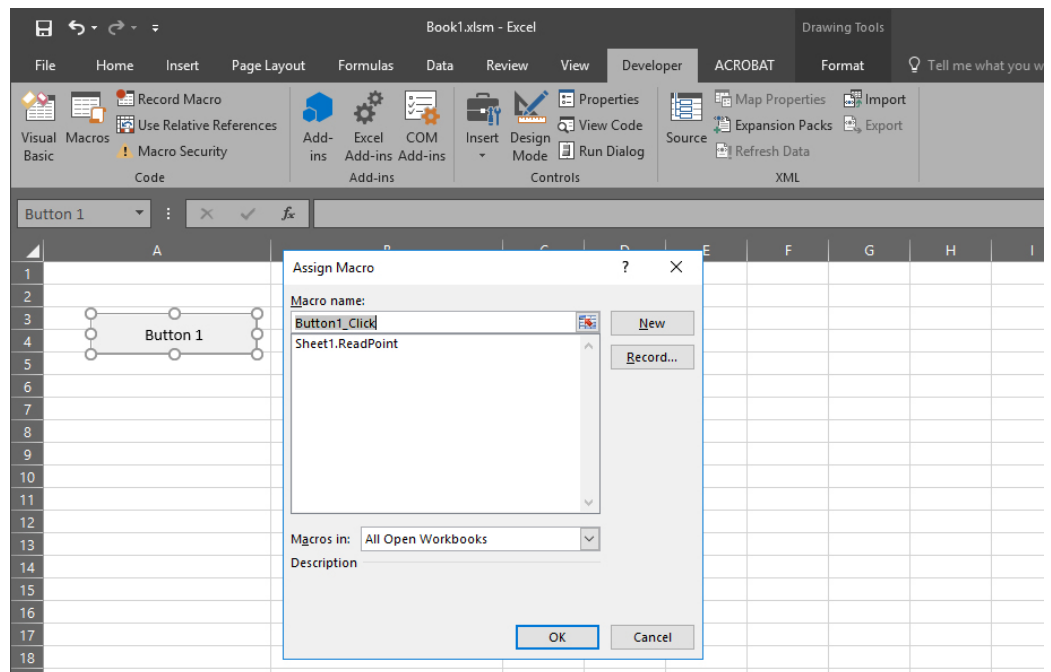 Book1.xlsm - Excel
Drawing Tools
File Home Insert Page Layout Formulas Data Review View Developer ACROBAT Format Tell me what you w
Visual Basic
Macros
Record Macro
Use Relative References
Macro Security
Code
Add-ins
Excel Add-ins
COM Add-ins
Add-ins
Insert
Design Mode
Properties
View Code
Run Dialog
Controls
Source
Map Properties
Expansion Packs
Refresh Data
Import
Export
XML
Button 1
fx
A E F G H I
1
2
3
4
5
6
7
8
9
10
11
12
13
14
15
16
17
18
Button 1
Assign Macro ?
Macro name:
Button1_Click
New
Sheet1.ReadPoint
Record...
Macros in: All Open Workbooks
Description
OK Cancel